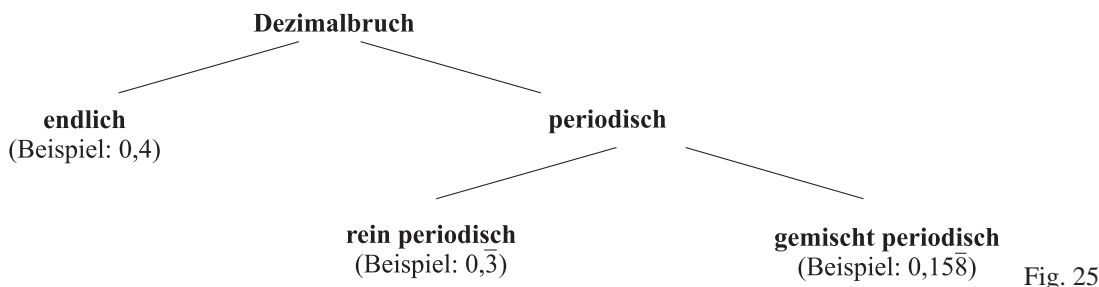 Dezimalbruch
endlich
(Beispiel: 0,4)
periodisch
rein periodisch
(Beispiel: 0,3̅)
gemischt periodisch
(Beispiel: 0,158̅)
Fig. 25